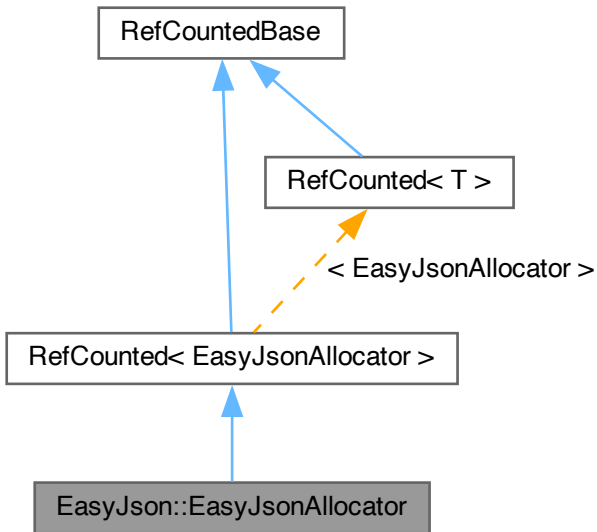 RefCountedBase
RefCounted< T >
< EasyJsonAllocator >
RefCounted< EasyJsonAllocator >
EasyJson::EasyJsonAllocator